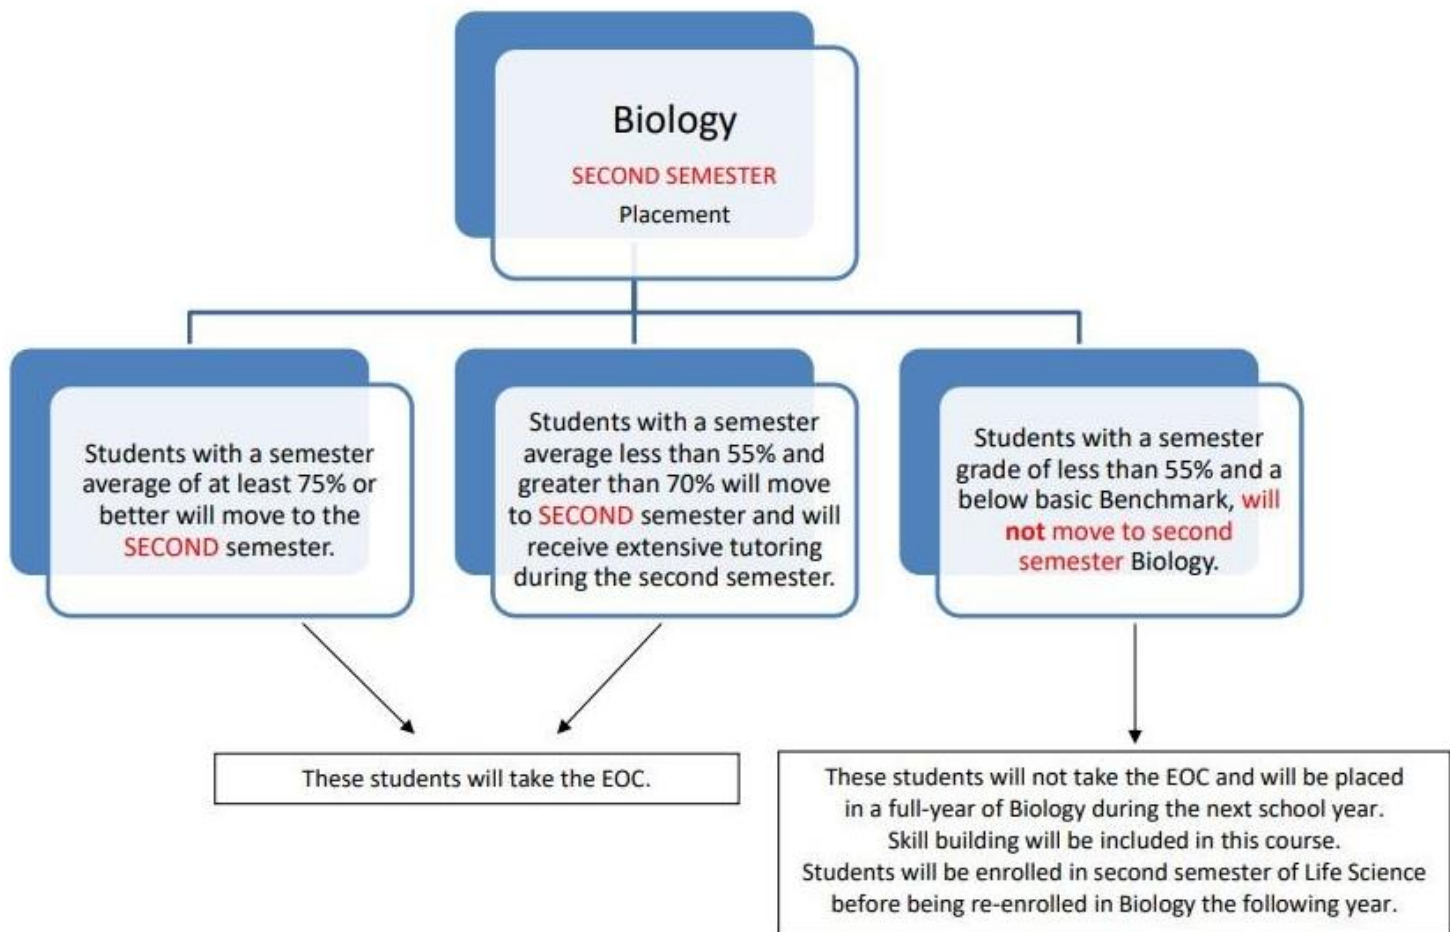 Biology
SECOND SEMESTER
Placement
Students with a semester
average of at least 75% or
better will move to the
SECOND semester.
Students with a semester
average less than 55% and
greater than 70% will move
to SECOND semester and will
receive extensive tutoring
during the second semester.
Students with a semester
grade of less than 55% and a
below basic Benchmark, will
not move to second
semester Biology.
These students will take the EOC.
These students will not take the EOC and will be placed
in a full-year of Biology during the next school year.
Skill building will be included in this course.
Students will be enrolled in second semester of Life Science
before being re-enrolled in Biology the following year.